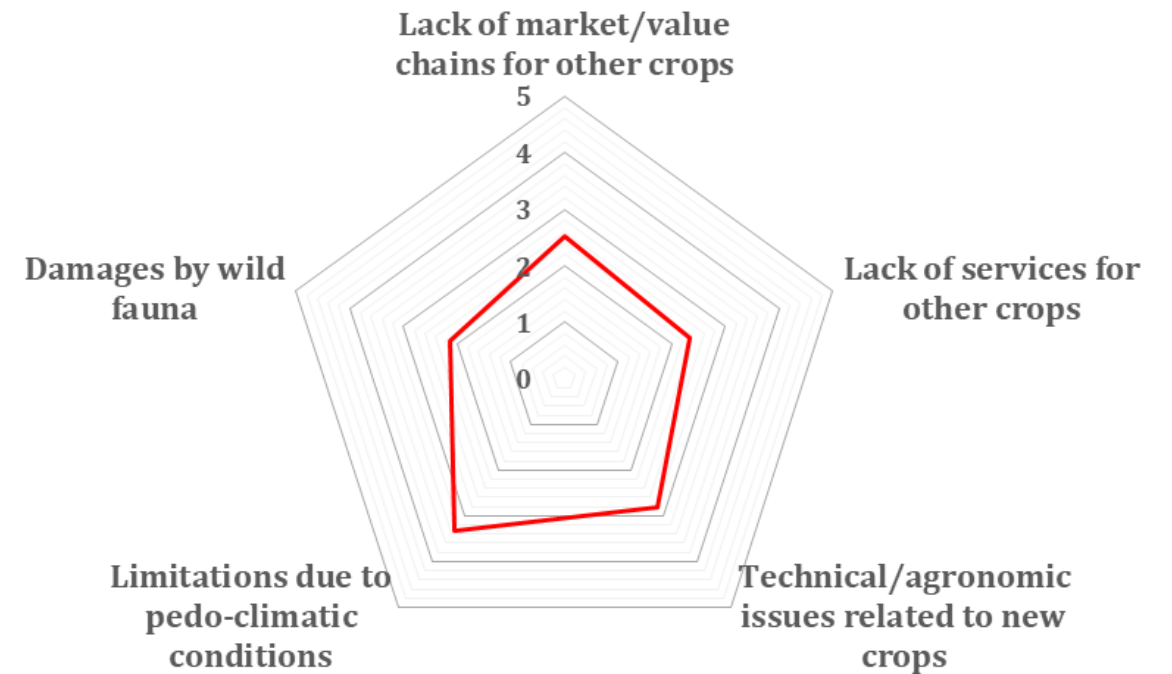 Lack of market/value
chains for other crops
5
4
3
2
1
0
Damages by wild
fauna
Lack of services for
other crops
Limitations due to
pedo-climatic
conditions
Technical/agronomic
issues related to new
crops